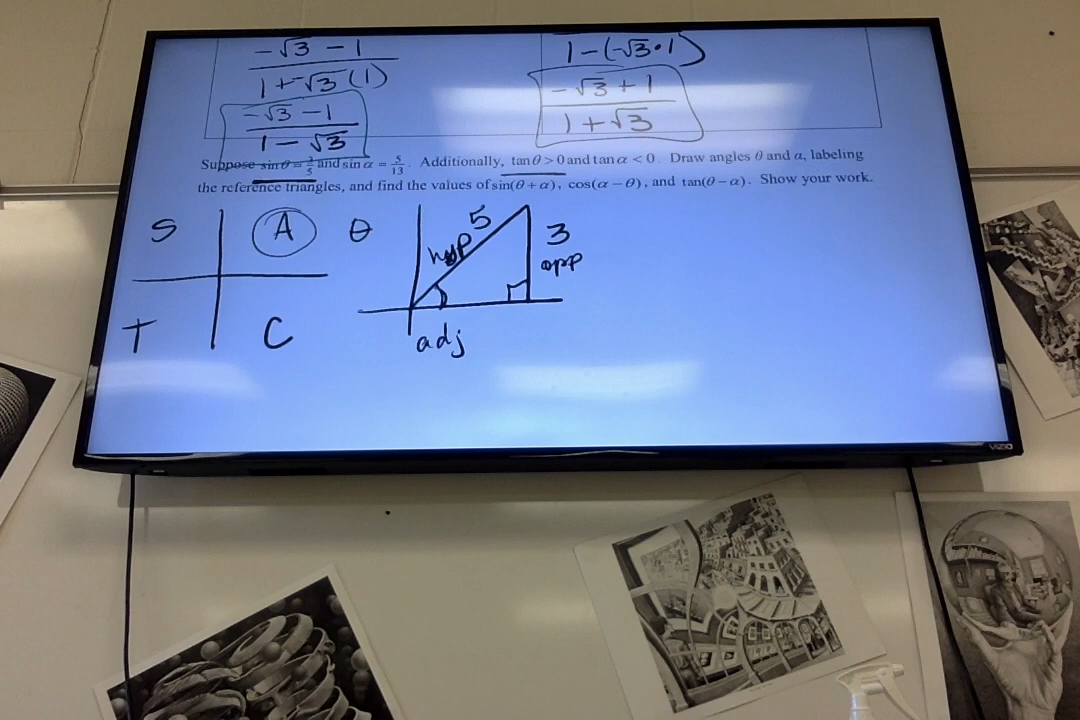 -√3 - 1
1 + -√3 (1)
-√3 - 1
1 - √3
1 - (-√3 • 1)
-√3 + 1
1 + √3
Suppose sin θ = 3/5 and sin α = 5/13. Additionally, tan θ > 0 and tan α < 0. Draw angles θ and α, labeling
the reference triangles, and find the values of sin(θ + α), cos(α − θ), and tan(θ − α). Show your work.
S A
T C
θ
hyp 5
3
opp
adj
VIZIO